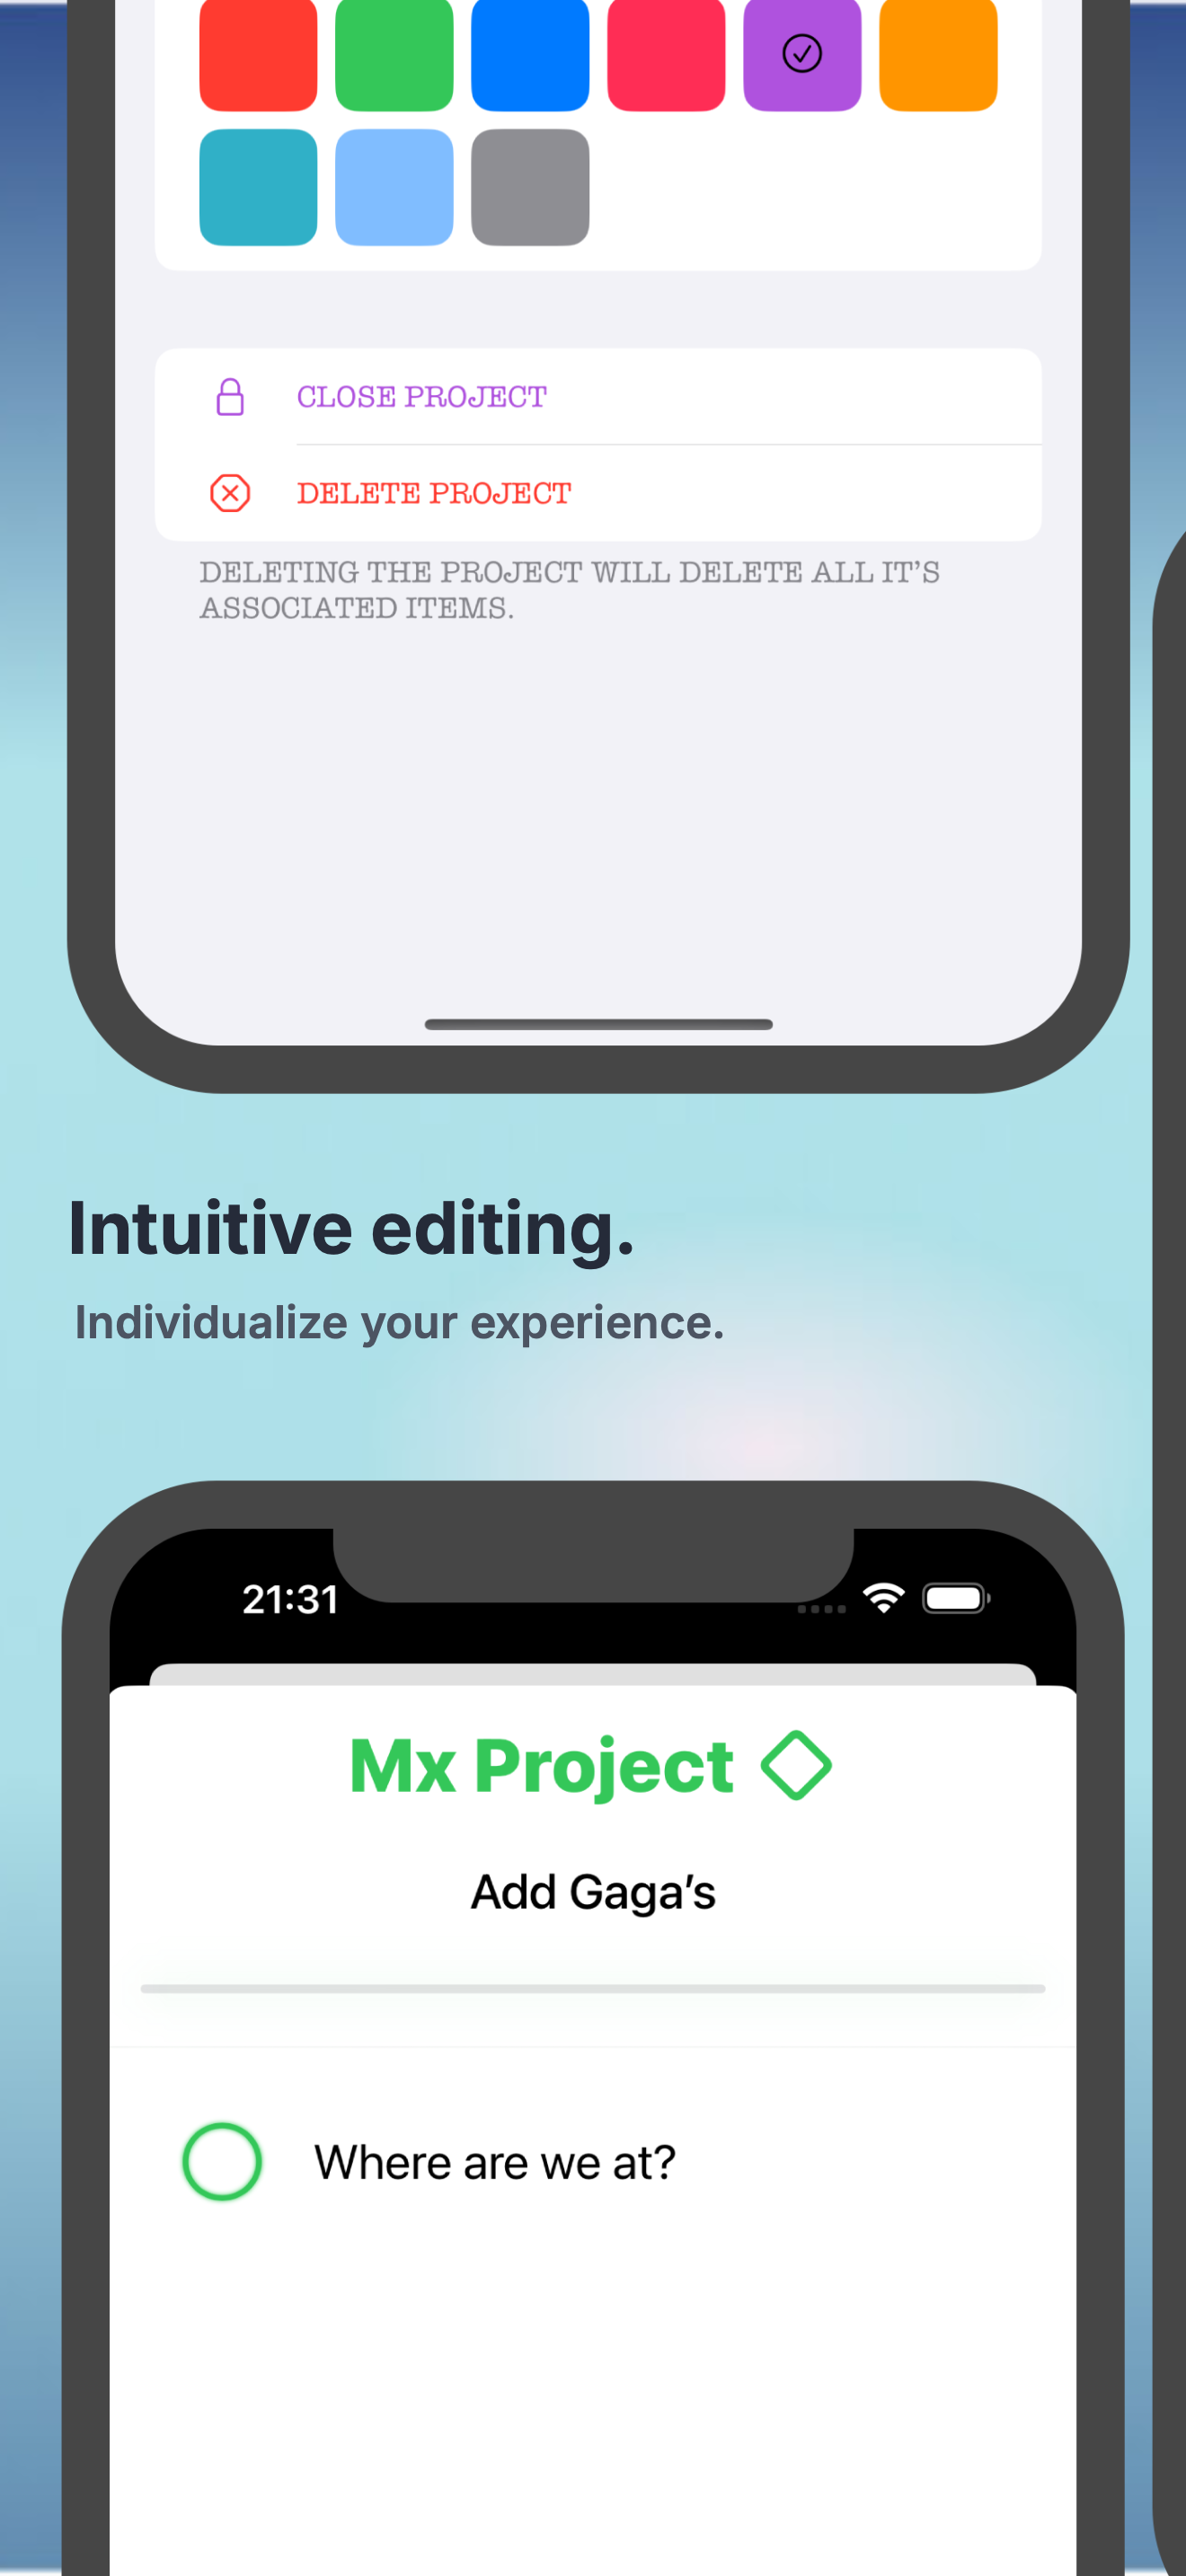 CLOSE PROJECT
DELETE PROJECT
DELETING THE PROJECT WILL DELETE ALL IT’S
ASSOCIATED ITEMS.
Intuitive editing.
Individualize your experience.
21:31
Mx Project
Add Gaga’s
Where are we at?